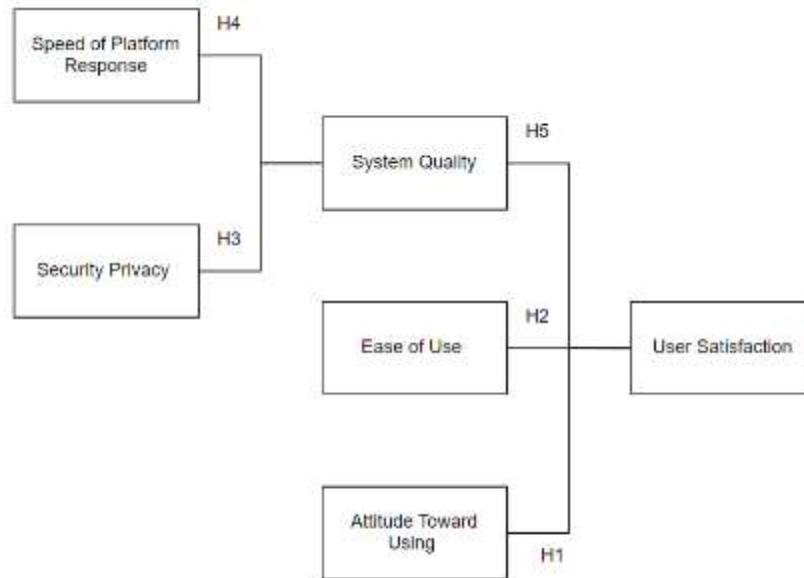 H4
Speed of Platform
Response
H5
System Quality
H3
Security Privacy
H2
Ease of Use
User Satisfaction
Attitude Toward
Using
H1